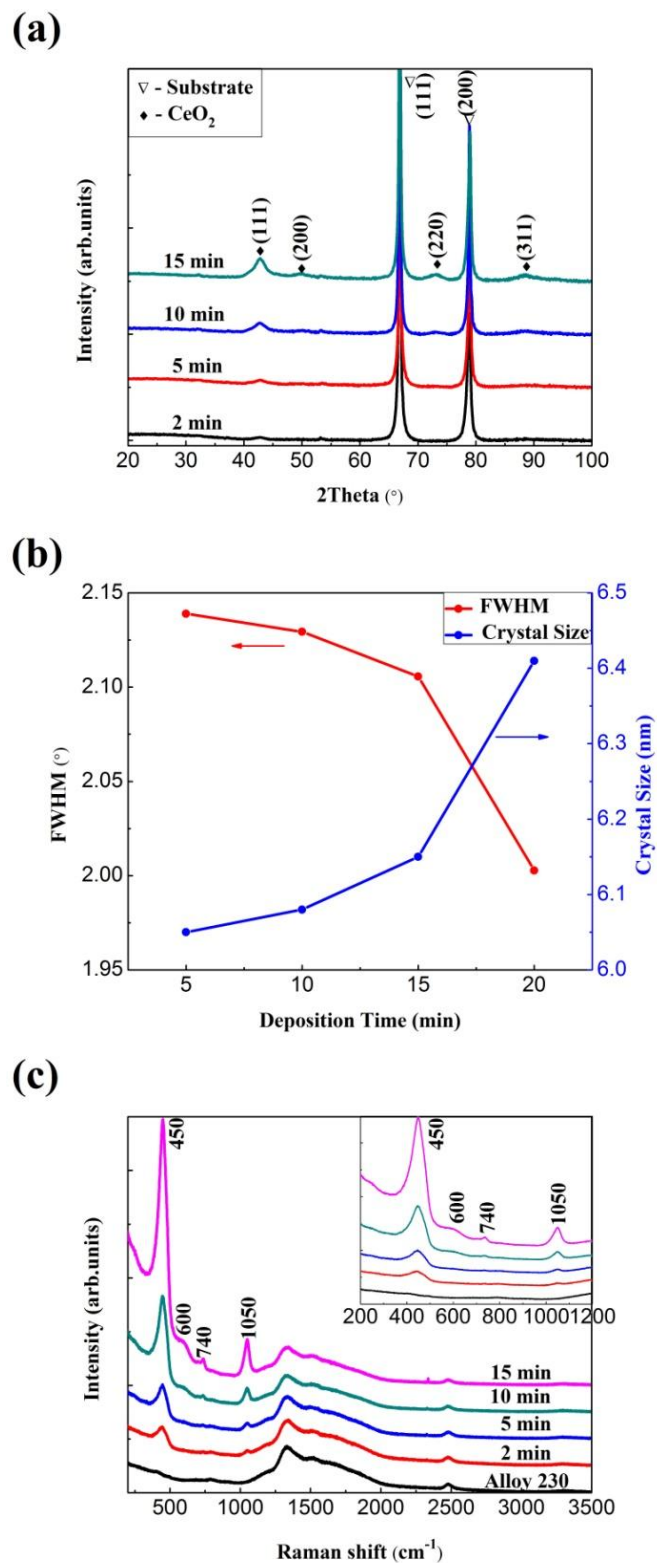 (a)
▽ - Substrate
♦ - CeO2
(111)
(200)
(111)
(200)
(220)
(311)
15 min
10 min
5 min
2 min
Intensity (arb.units)
20 30 40 50 60 70 80 90 100
2Theta (°)
(b)
FWHM
Crystal Size
2.15
2.10
2.05
2.00
1.95
FWHM (°)
6.5
6.4
6.3
6.2
6.1
6.0
Crystal Size (nm)
5 10 15 20
Deposition Time (min)
(c)
450
600
740
1050
450
600
740
1050
200 400 600 800 1000 1200
15 min
10 min
5 min
2 min
Alloy 230
Intensity (arb.units)
500 1000 1500 2000 2500 3000 3500
Raman shift (cm-1)